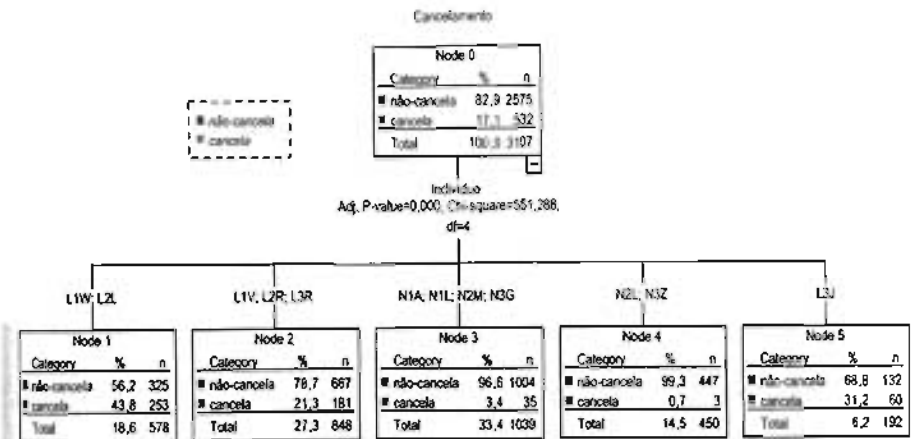 Cancelamento
Node 0
Category % n
não-cancela 82,9 2575
cancela 17,1 532
Total 100,0 3107
não-cancela
cancela
Indivíduo
Adj. P-value=0,000, Chi-square=551,288,
df=4
L1W; L2L
L1V; L2R; L3R
N1A; N1L; N2M; N3G
N2L; N3Z
L3J
Node 1
Category % n
não-cancela 56,2 325
cancela 43,8 253
Total 18,6 578
Node 2
Category % n
não-cancela 78,7 667
cancela 21,3 181
Total 27,3 848
Node 3
Category % n
não-cancela 96,6 1004
cancela 3,4 35
Total 33,4 1039
Node 4
Category % n
não-cancela 99,3 447
cancela 0,7 3
Total 14,5 450
Node 5
Category % n
não-cancela 68,8 132
cancela 31,2 60
Total 6,2 192